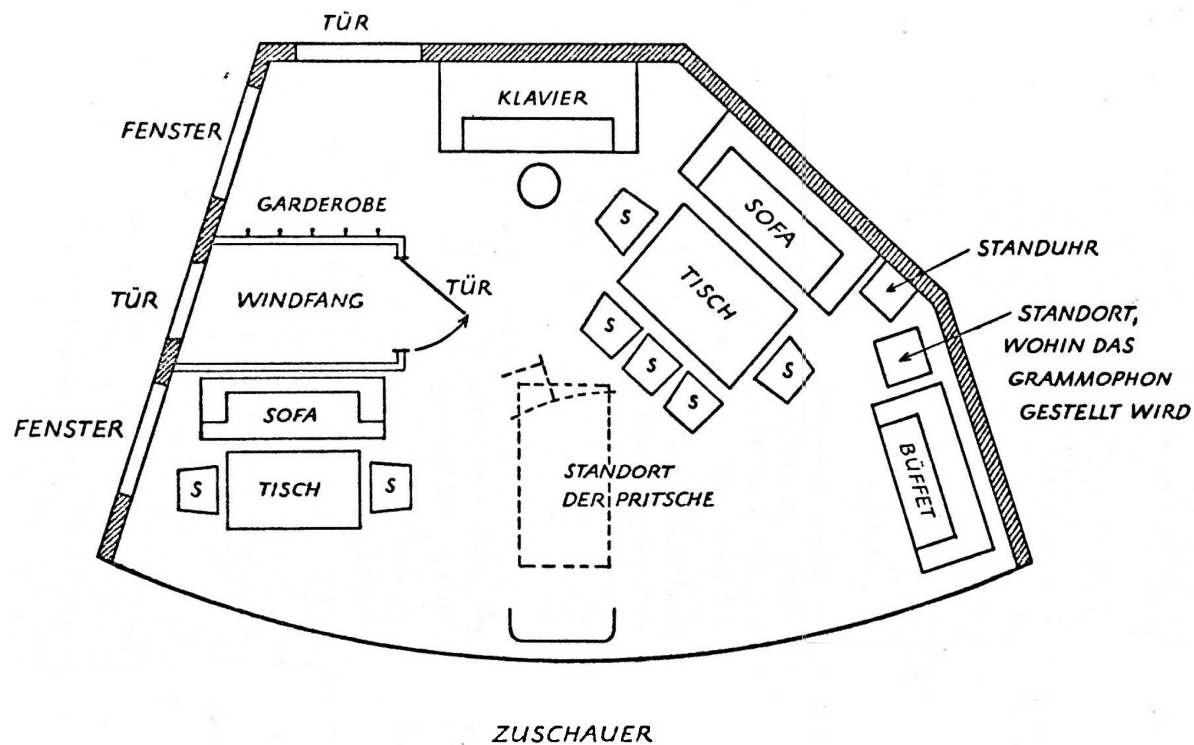 TÜR
KLAVIER
FENSTER
GARDEROBE
S
SOFA
STANDUHR
TÜR
WINDFANG
TÜR
TISCH
STANDORT,
WOHIN DAS
GRAMMOPHON
GESTELLT WIRD
S
S
S
S
SOFA
FENSTER
BÜFFET
S
TISCH
S
STANDORT
DER PRITSCHE
ZUSCHAUER